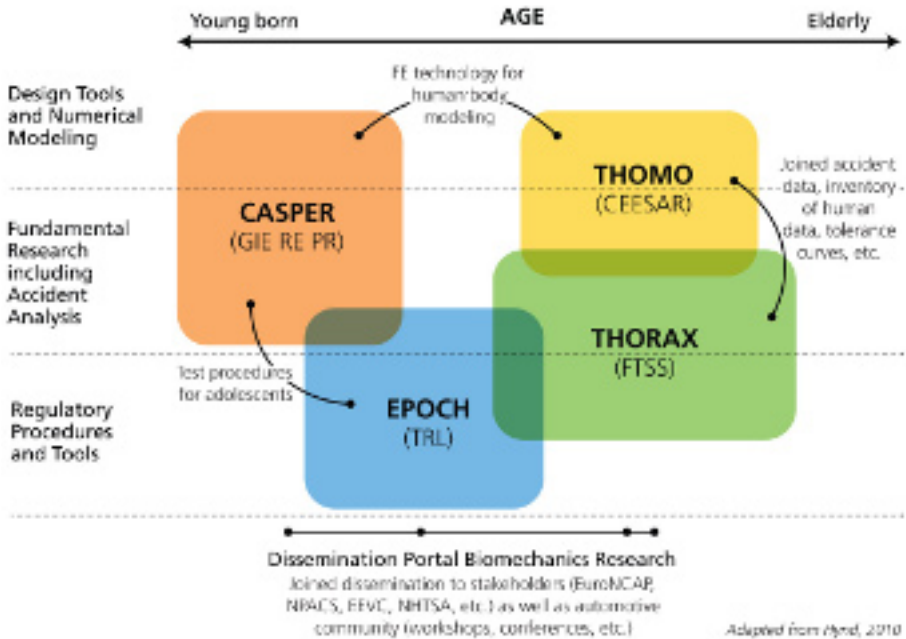 Young born
AGE
Elderly
Design Tools
and Numerical
Modeling
FE technology for
human body
modeling
THOMO
(CEESAR)
Joined accident
data, inventory
of human
data, tolerance
curves, etc.
CASPER
(GIE RE PR)
Fundamental
Research
including
Accident
Analysis
THORAX
(FTSS)
Test procedures
for adolescents
EPOCH
(TRL)
Regulatory
Procedures
and Tools
Dissemination Portal Biomechanics Research
Joined dissemination to stakeholders (EuroNCAP,
NPACS, EEVC, NHTSA, etc.) as well as automotive
community (workshops, conferences, etc.)
Adapted from Hynd, 2010